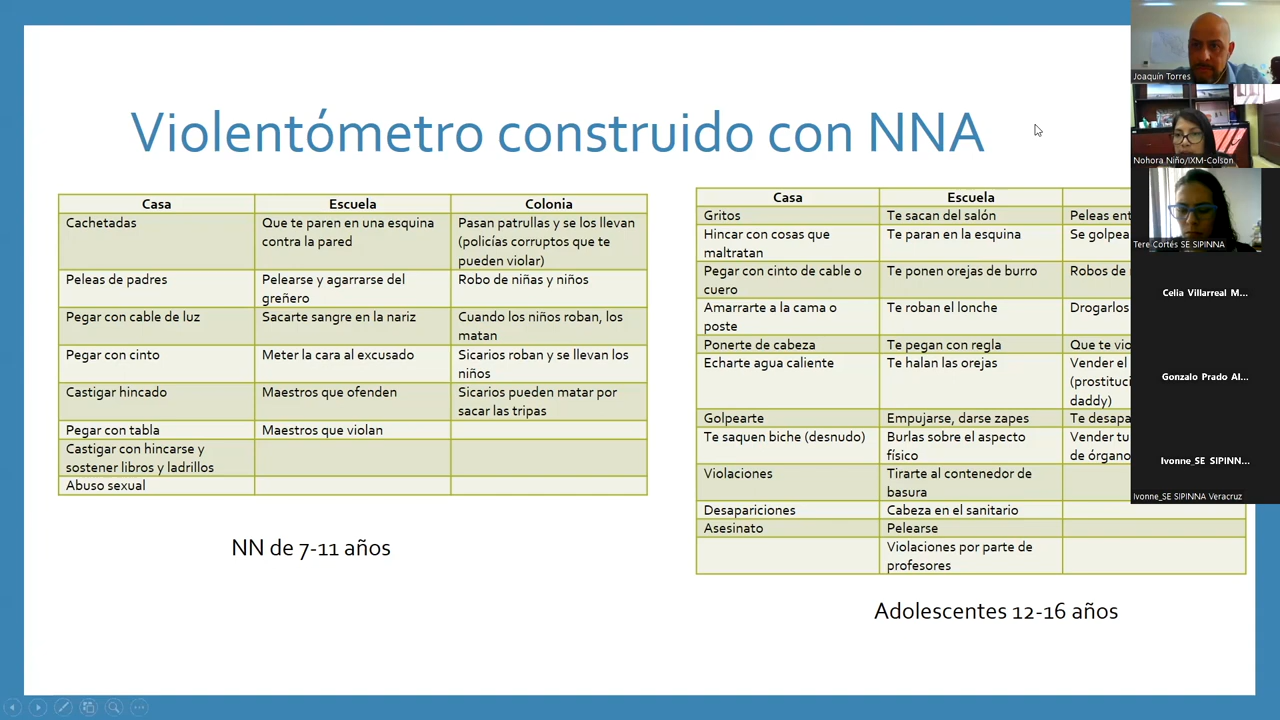 Violentómetro construido con NNA
Casa Escuela Colonia
Cachetadas
Que te paren en una esquina
contra la pared
Pasan patrullas y se los llevan
(policías corruptos que te
pueden violar)
Peleas de padres
Pelearse y agarrarse del
greñero
Robo de niñas y niños
Pegar con cable de luz
Sacarte sangre en la nariz
Cuando los niños roban, los
matan
Pegar con cinto
Meter la cara al excusado
Sicarios roban y se llevan los
niños
Castigar hincado
Maestros que ofenden
Sicarios pueden matar por
sacar las tripas
Pegar con tabla
Maestros que violan
Castigar con hincarse y
sostener libros y ladrillos
Abuso sexual
NN de 7-11 años
Casa Escuela
Gritos
Te sacan del salón
Peleas ent
Hincar con cosas que
maltratan
Te paran en la esquina
Se golpea
Pegar con cinto de cable o
cuero
Te ponen orejas de burro
Robos de
Amarrarte a la cama o
poste
Te roban el lonche
Drogarlos
Ponerte de cabeza
Te pegan con regla
Que te vio
Echarte agua caliente
Te halan las orejas
Vender el
(prostituci
daddy)
Golpearte
Empujarse, darse zapes
Te desapa
Te saquen biche (desnudo)
Burlas sobre el aspecto
físico
Vender tu
de órgano
Violaciones
Tirarte al contenedor de
basura
Desapariciones
Cabeza en el sanitario
Asesinato
Pelearse
Violaciones por parte de
profesores
Adolescentes 12-16 años
Joaquín Torres
Nohora Niño/IXM-Colson
Tere Cortés SE SIPINNA
Celia Villarreal M...
Gonzalo Prado Al...
Ivonne_SE SIPINN...
Ivonne_SE SIPINNA Veracruz